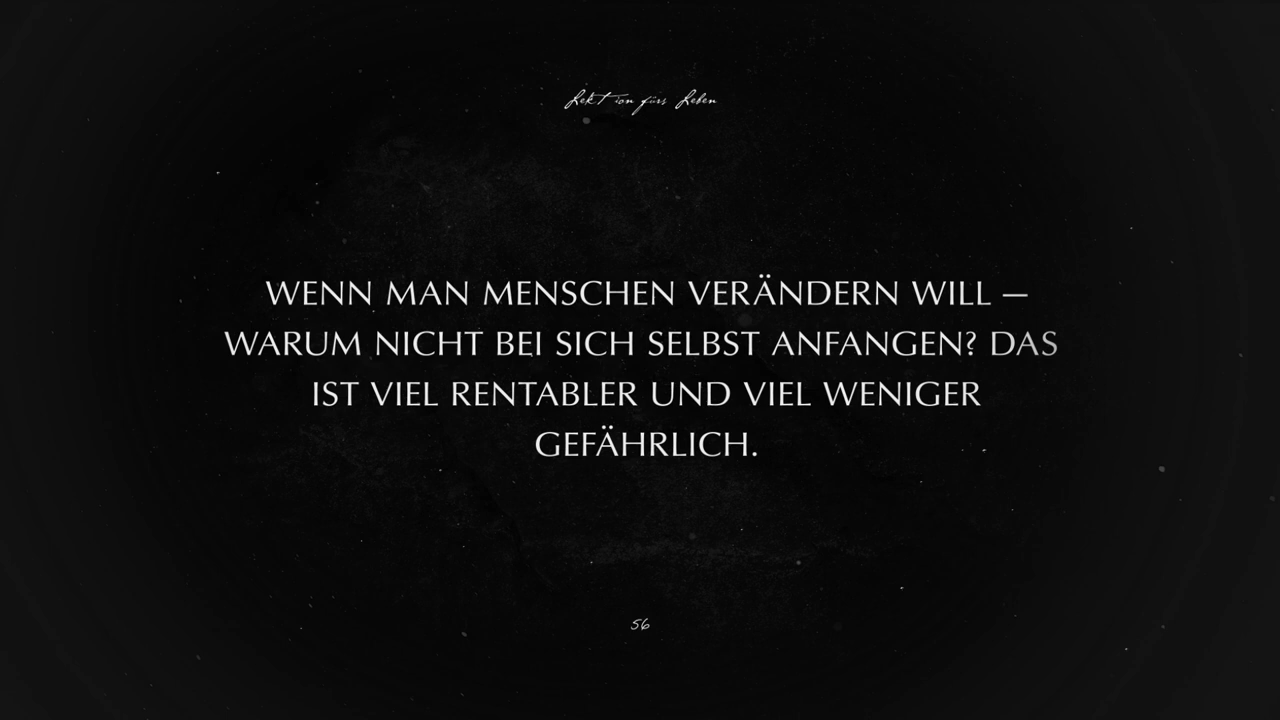 Lektion fürs Leben
WENN MAN MENSCHEN VERÄNDERN WILL —
WARUM NICHT BEI SICH SELBST ANFANGEN? DAS
IST VIEL RENTABLER UND VIEL WENIGER
GEFÄHRLICH.
56